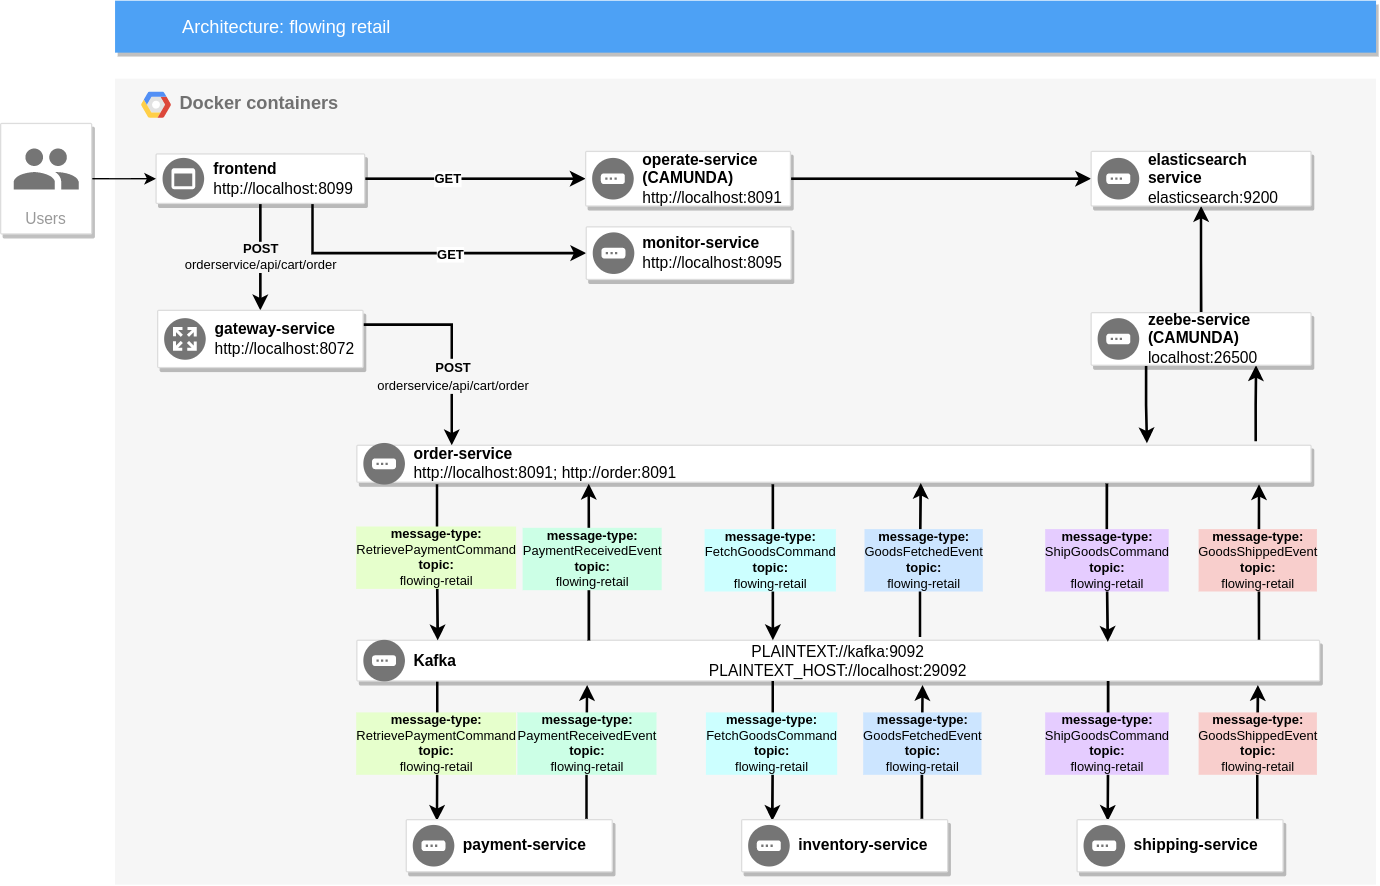 Architecture: flowing retail
Docker containers
Users
frontend
http://localhost:8099
GET
operate-service
(CAMUNDA)
http://localhost:8091
elasticsearch
service
elasticsearch:9200
POST
orderservice/api/cart/order
GET
monitor-service
http://localhost:8095
gateway-service
http://localhost:8072
POST
orderservice/api/cart/order
zeebe-service
(CAMUNDA)
localhost:26500
order-service
http://localhost:8091; http://order:8091
message-type:
RetrievePaymentCommand
topic:
flowing-retail
message-type:
PaymentReceivedEvent
topic:
flowing-retail
message-type:
FetchGoodsCommand
topic:
flowing-retail
message-type:
GoodsFetchedEvent
topic:
flowing-retail
message-type:
ShipGoodsCommand
topic:
flowing-retail
message-type:
GoodsShippedEvent
topic:
flowing-retail
Kafka
PLAINTEXT://kafka:9092
PLAINTEXT_HOST://localhost:29092
message-type:
RetrievePaymentCommand
topic:
flowing-retail
message-type:
PaymentReceivedEvent
topic:
flowing-retail
message-type:
FetchGoodsCommand
topic:
flowing-retail
message-type:
GoodsFetchedEvent
topic:
flowing-retail
message-type:
ShipGoodsCommand
topic:
flowing-retail
message-type:
GoodsShippedEvent
topic:
flowing-retail
payment-service
inventory-service
shipping-service